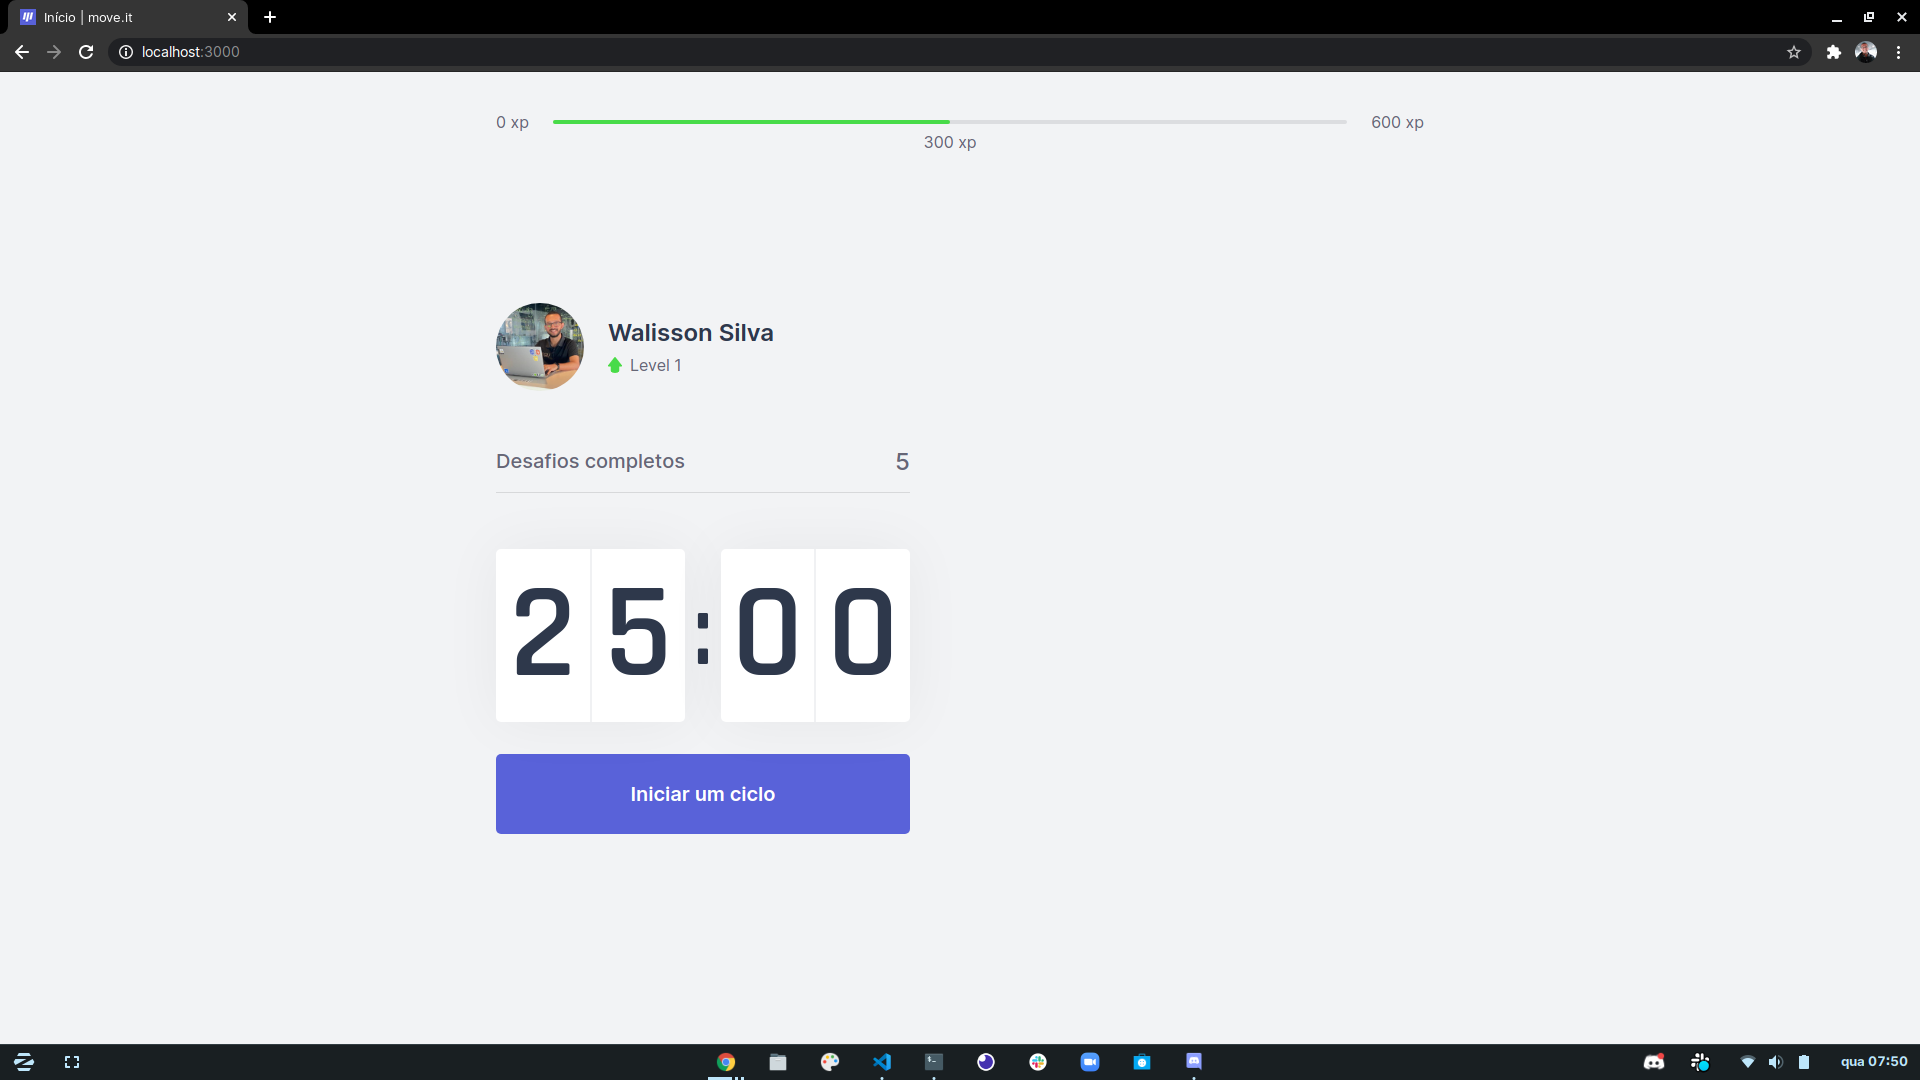 Início | move.it
localhost:3000
0 xp
600 xp
300 xp
Walisson Silva
Level 1
Desafios completos
5
25:00
Iniciar um ciclo
qua 07:50